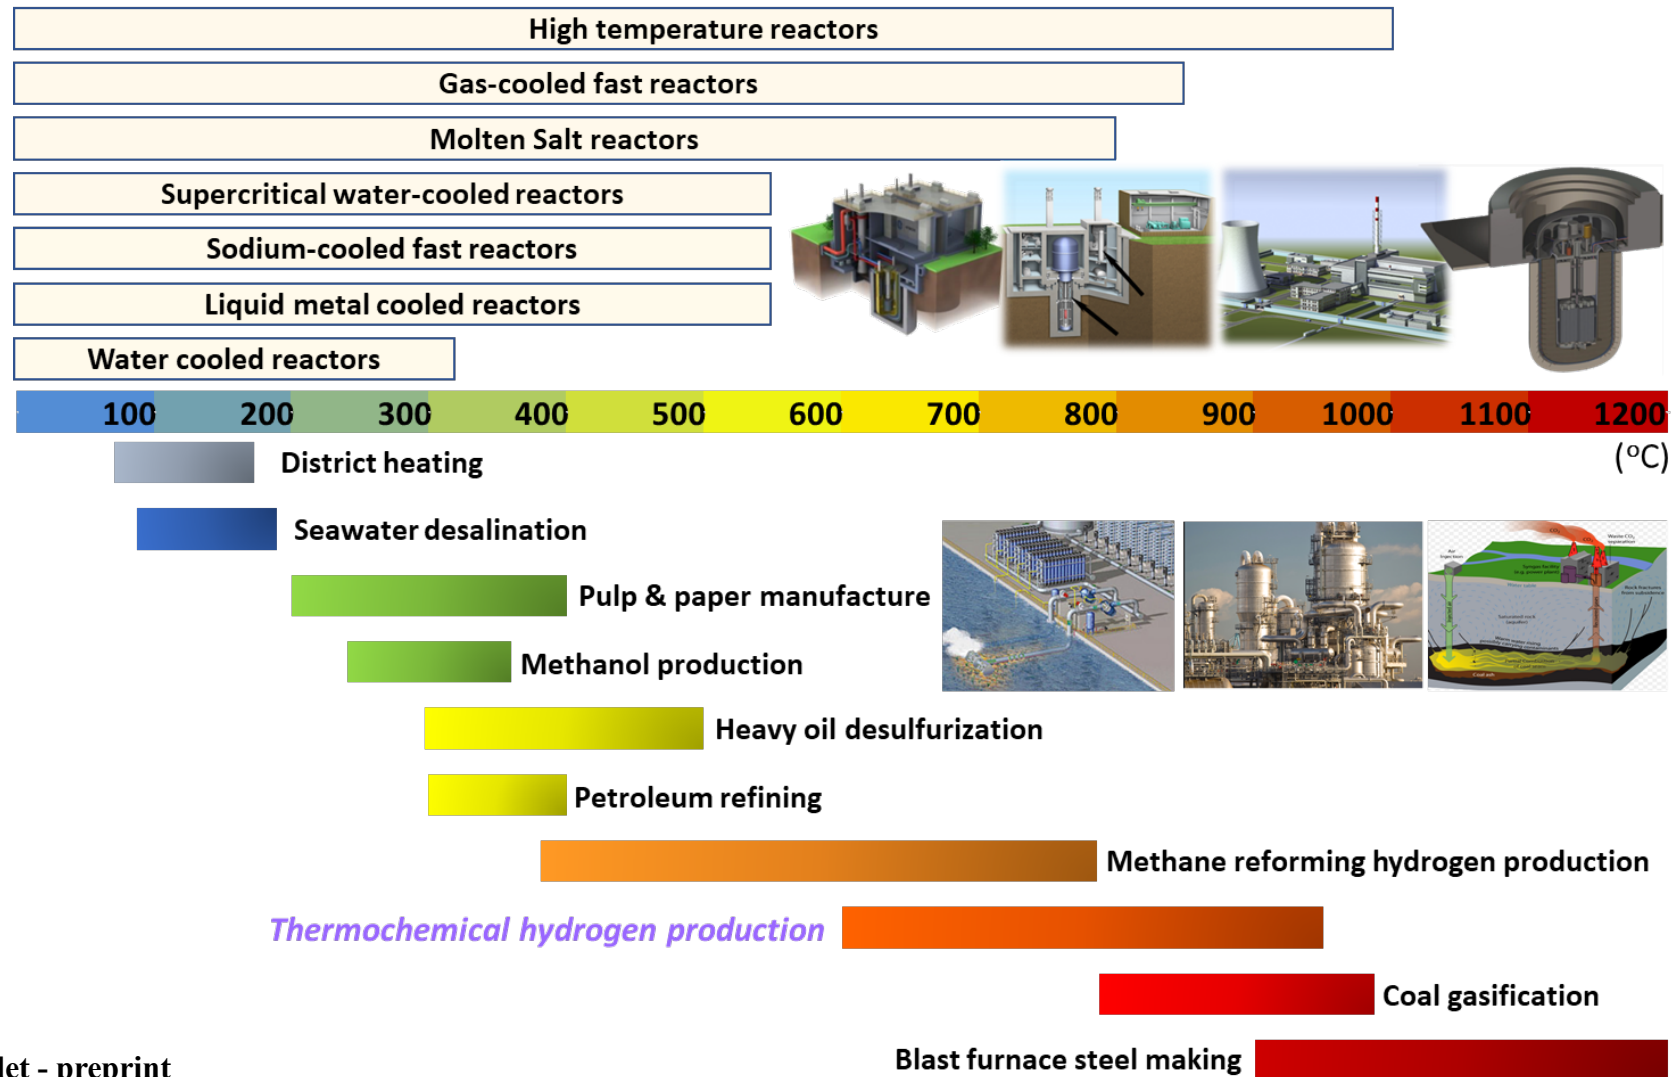 High temperature reactors
Gas-cooled fast reactors
Molten Salt reactors
Supercritical water-cooled reactors
Sodium-cooled fast reactors
Liquid metal cooled reactors
Water cooled reactors
100 200 300 400 500 600 700 800 900 1000 1100 1200
(°C)
District heating
Seawater desalination
Pulp & paper manufacture
Methanol production
Heavy oil desulfurization
Petroleum refining
Methane reforming hydrogen production
Thermochemical hydrogen production
Coal gasification
Blast furnace steel making
let - preprint